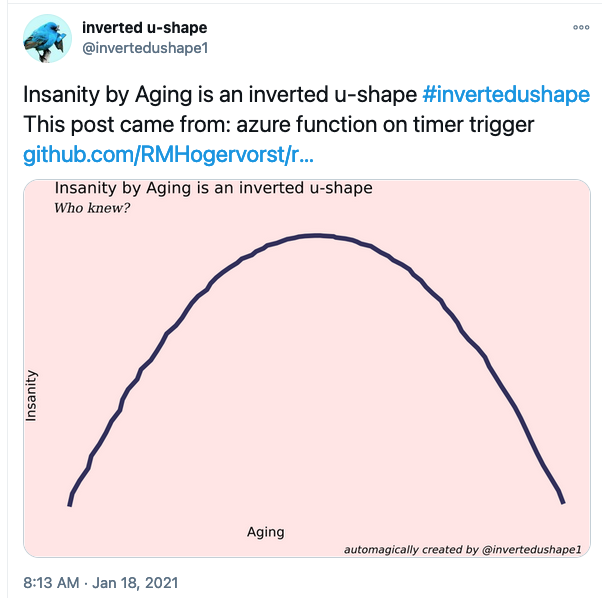 inverted u-shape
@invertedushape1
Insanity by Aging is an inverted u-shape #invertedushape
This post came from: azure function on timer trigger
github.com/RMHogervorst/r...
Insanity by Aging is an inverted u-shape
Who knew?
Insanity
Aging
automagically created by @invertedushape1
8:13 AM · Jan 18, 2021